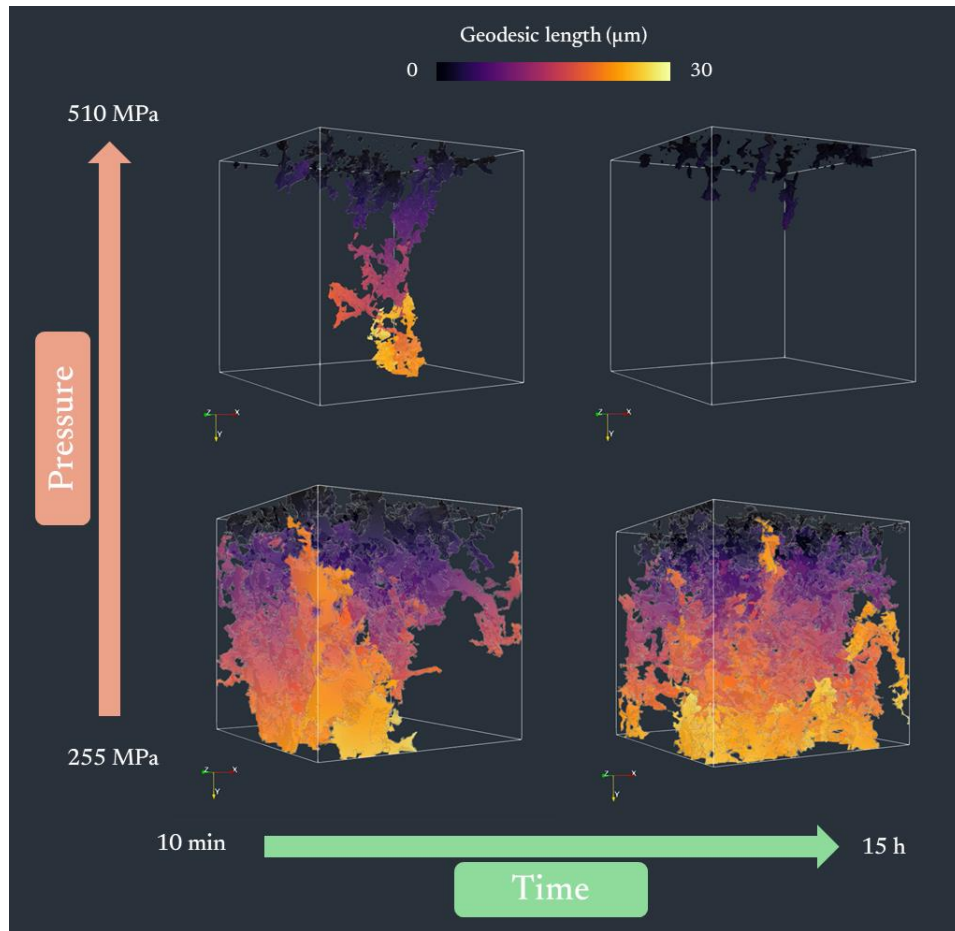 Geodesic length (µm)
0
30
510 MPa
Pressure
255 MPa
Z X
Y
Z X
Y
Z X
Y
Z X
Y
10 min
15 h
Time